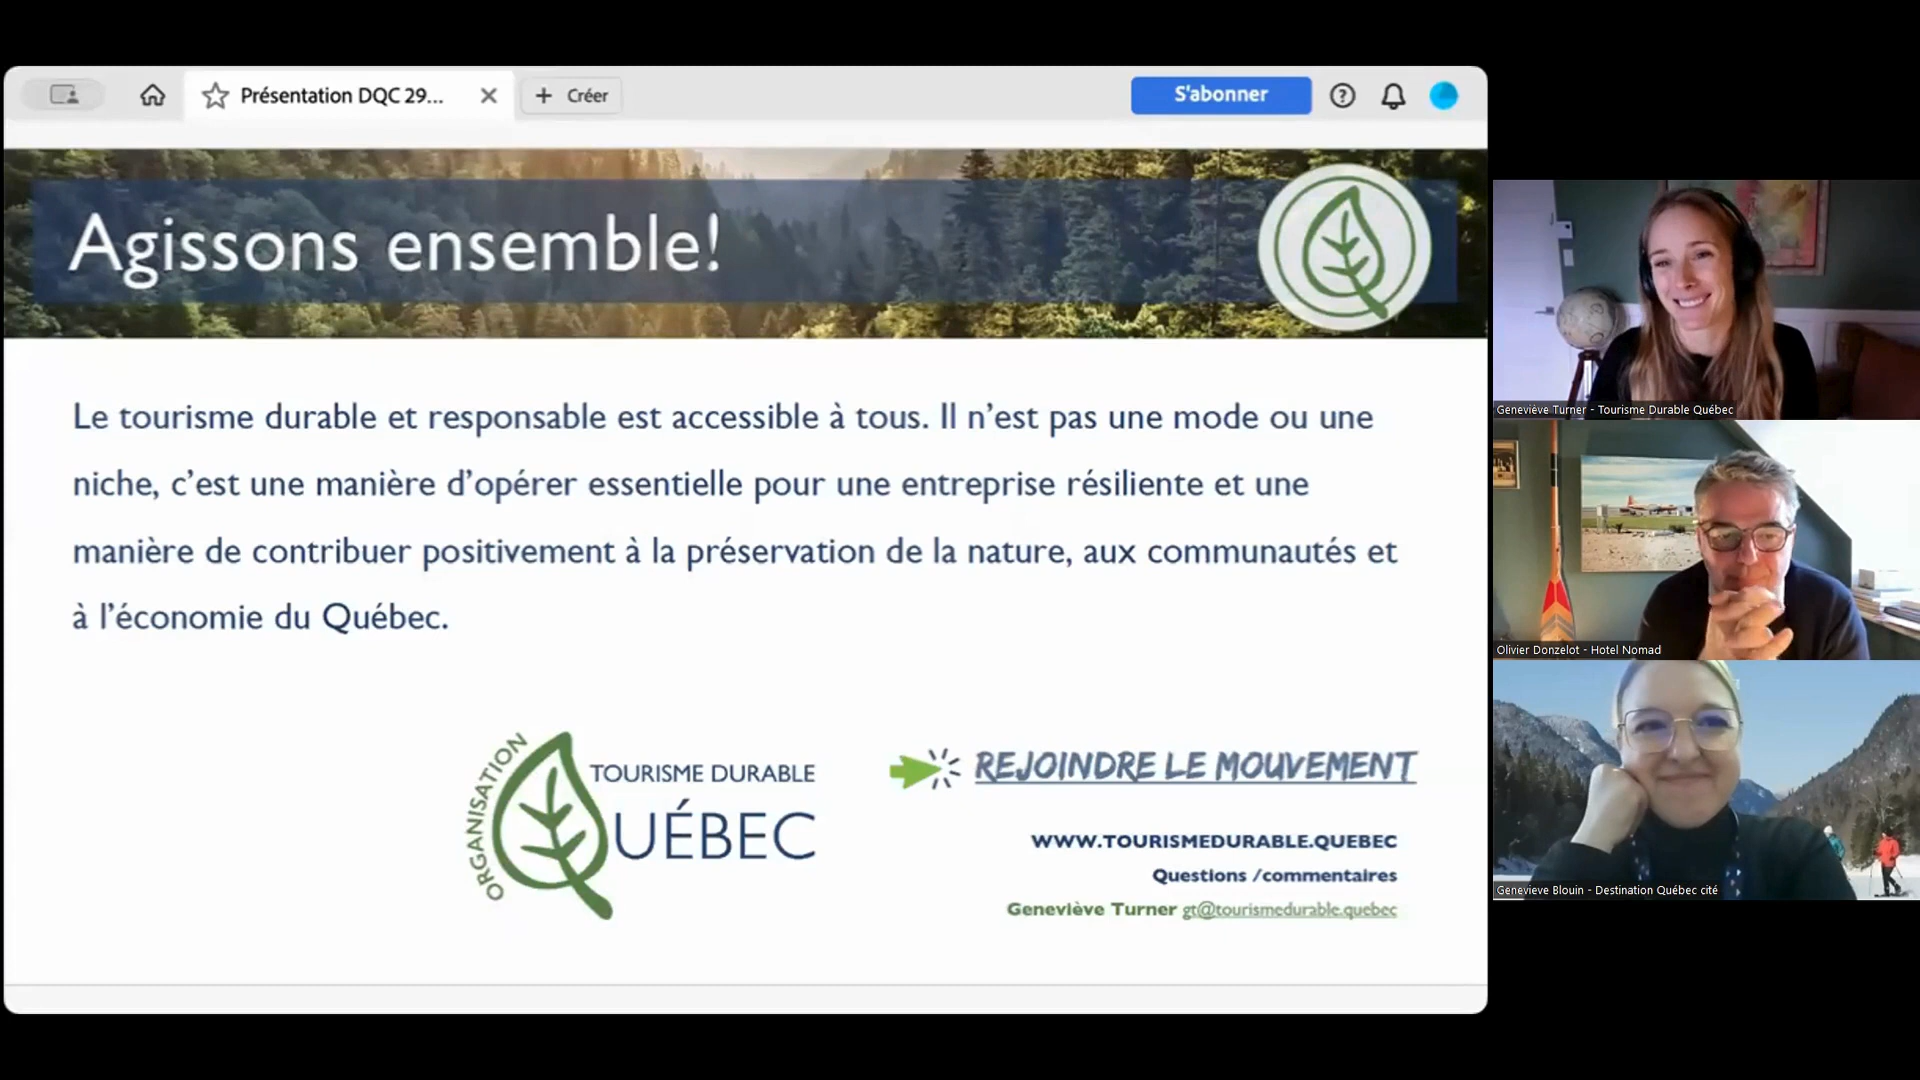 Présentation DQC 29...
Créer
S'abonner
Agissons ensemble!
Le tourisme durable et responsable est accessible à tous. Il n’est pas une mode ou une
niche, c’est une manière d’opérer essentielle pour une entreprise résiliente et une
manière de contribuer positivement à la préservation de la nature, aux communautés et
à l’économie du Québec.
ORGANISATION
TOURISME DURABLE
QUÉBEC
REJOINDRE LE MOUVEMENT
WWW.TOURISMEDURABLE.QUEBEC
Questions /commentaires
Geneviève Turner gt@tourismedurable.quebec
Geneviève Turner - Tourisme Durable Québec
Olivier Donzelot - Hotel Nomad
Genevieve Blouin - Destination Québec cité